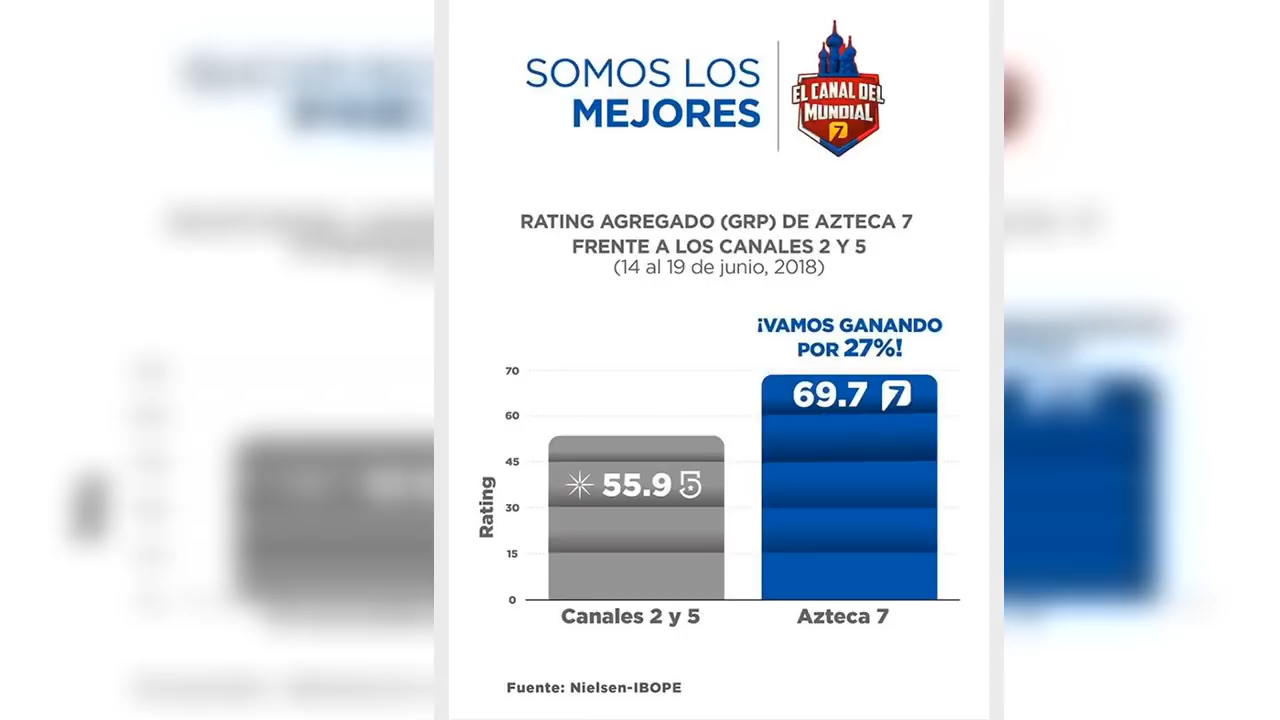 SOMOS LOS
MEJORES
EL CANAL DEL
MUNDIAL
7
RATING AGREGADO (GRP) DE AZTECA 7
FRENTE A LOS CANALES 2 Y 5
(14 al 19 de junio, 2018)
¡VAMOS GANANDO
POR 27%!
70
60
45
30
15
0
Rating
55.9 5
69.7 7
Canales 2 y 5
Azteca 7
Fuente: Nielsen-IBOPE